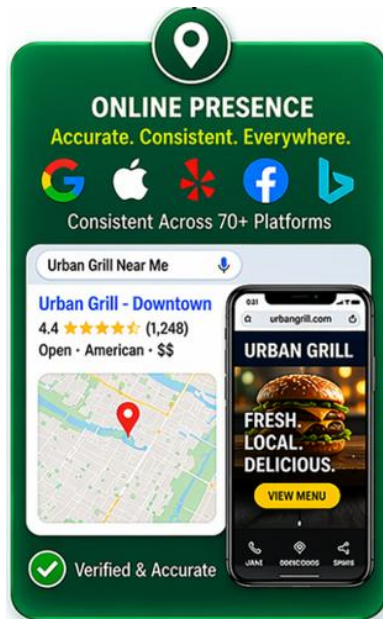 ONLINE PRESENCE
Accurate. Consistent. Everywhere.
Consistent Across 70+ Platforms
Urban Grill Near Me
Urban Grill - Downtown
4.4 (1,248)
Open · American · $$
Verified & Accurate
urbangrill.com
URBAN GRILL
FRESH.
LOCAL.
DELICIOUS.
VIEW MENU